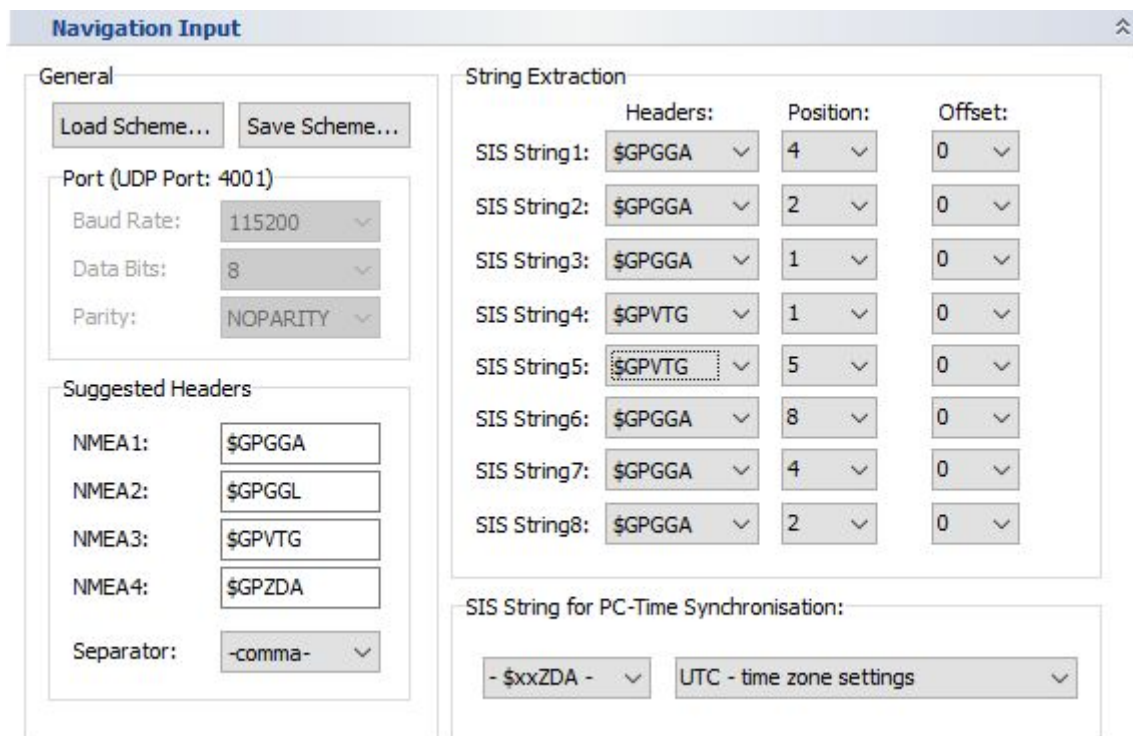 Navigation Input
General
Load Scheme... Save Scheme...
Port (UDP Port: 4001)
Baud Rate: 115200
Data Bits: 8
Parity: NOPARITY
Suggested Headers
NMEA1: $GPGGA
NMEA2: $GPGGL
NMEA3: $GPVTG
NMEA4: $GPZDA
Separator: -comma-
String Extraction
Headers: Position: Offset:
SIS String1: $GPGGA 4 0
SIS String2: $GPGGA 2 0
SIS String3: $GPGGA 1 0
SIS String4: $GPVTG 1 0
SIS String5: $GPVTG 5 0
SIS String6: $GPGGA 8 0
SIS String7: $GPGGA 4 0
SIS String8: $GPGGA 2 0
SIS String for PC-Time Synchronisation:
- $xxZDA - UTC - time zone settings